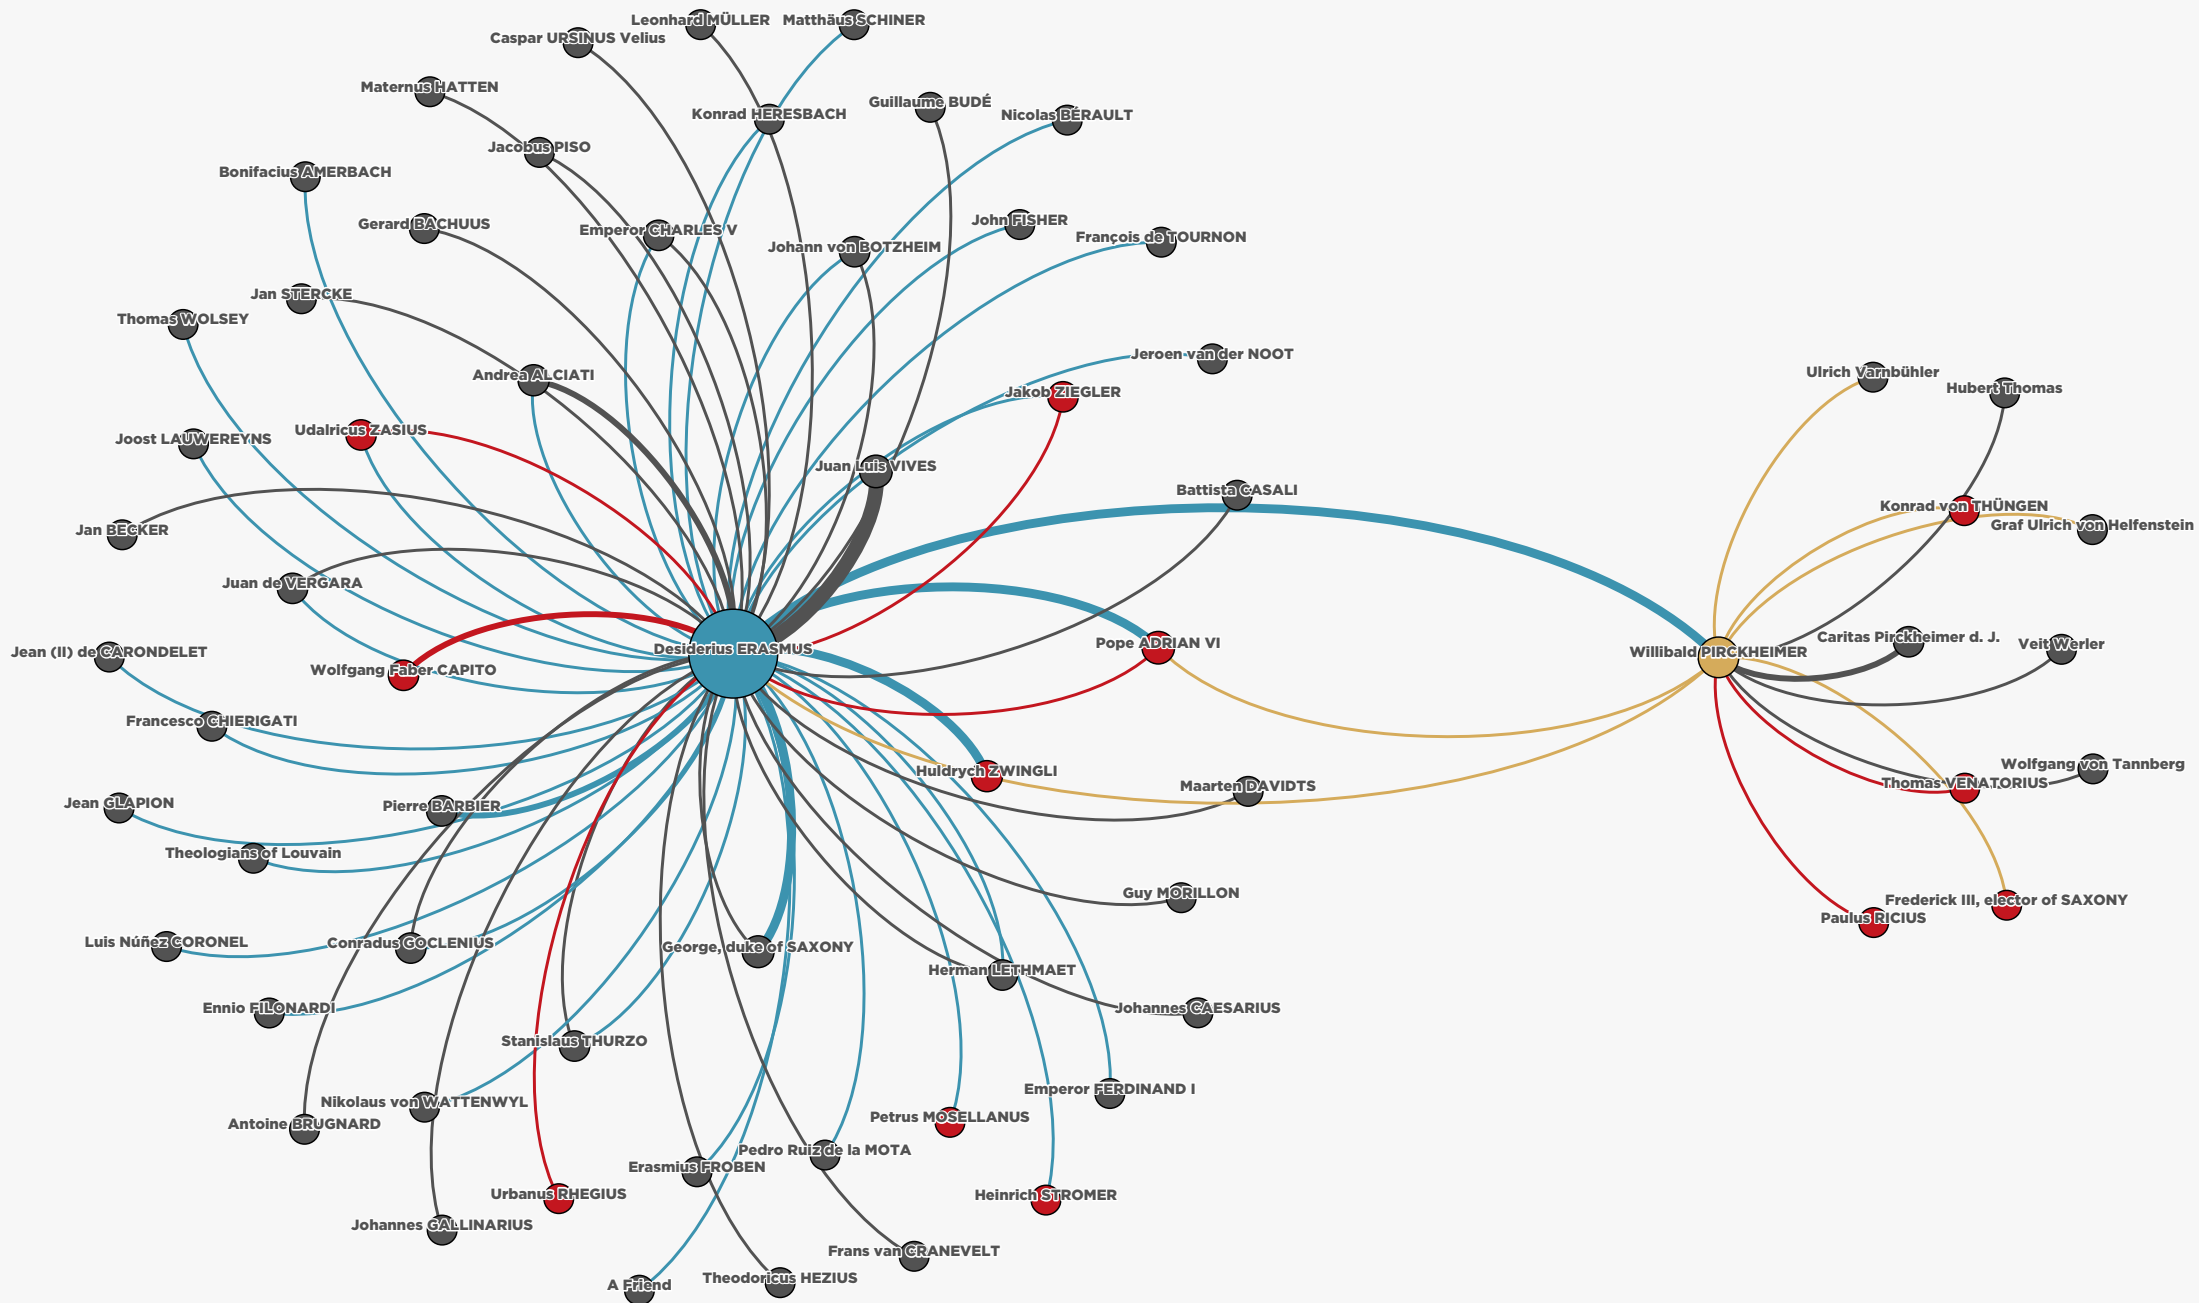 Leonhard MÜLLER
Matthäus SCHINER
Caspar URSINUS Velius
Maternus HATTEN
Guillaume BUDÉ
Konrad HERESBACH
Nicolas BÉRAULT
Jacobus PISO
Bonifacius AMERBACH
John FISHER
Gerard BACHUUS
Emperor CHARLES V
François de TOURNON
Johann von BOTZHEIM
Jan STERCKE
Thomas WOLSEY
Jeroen van der NOOT
Ulrich Varnbühler
Andrea ALCIATI
Hubert Thomas
Jakob ZIEGLER
Udalricus ZASIUS
Joost LAUWEREYNS
Juan Luis VIVES
Battista CASALI
Konrad von THÜNGEN
Graf Ulrich von Helfenstein
Jan BECKER
Juan de VERGARA
Caritas Pirckheimer d. J.
Pope ADRIAN VI
Veit Werler
Desiderius ERASMUS
Jean (II) de CARONDELET
Willibald PIRCKHEIMER
Wolfgang Faber CAPITO
Francesco CHIERIGATI
Wolfgang von Tannberg
Huldrych ZWINGLI
Thomas VENATORIUS
Maarten DAVIDTS
Jean GLAPION
Pierre BARBIER
Theologians of Louvain
Guy MORILLON
Frederick III, elector of SAXONY
Paulus RICIUS
Luis Núñez CORONEL
Conradus GOCLENIUS
George, duke of SAXONY
Herman LETHMAET
Ennio FILONARDI
Johannes CAESARIUS
Stanislaus THURZO
Emperor FERDINAND I
Nikolaus von WATTENWYL
Petrus MOSELLANUS
Antoine BRUGNARD
Pedro Ruiz de la MOTA
Erasmius FROBEN
Urbanus RHEGIUS
Heinrich STROMER
Johannes GALLINARIUS
Frans van CRANEVELT
Theodoricus HEZIUS
A Friend